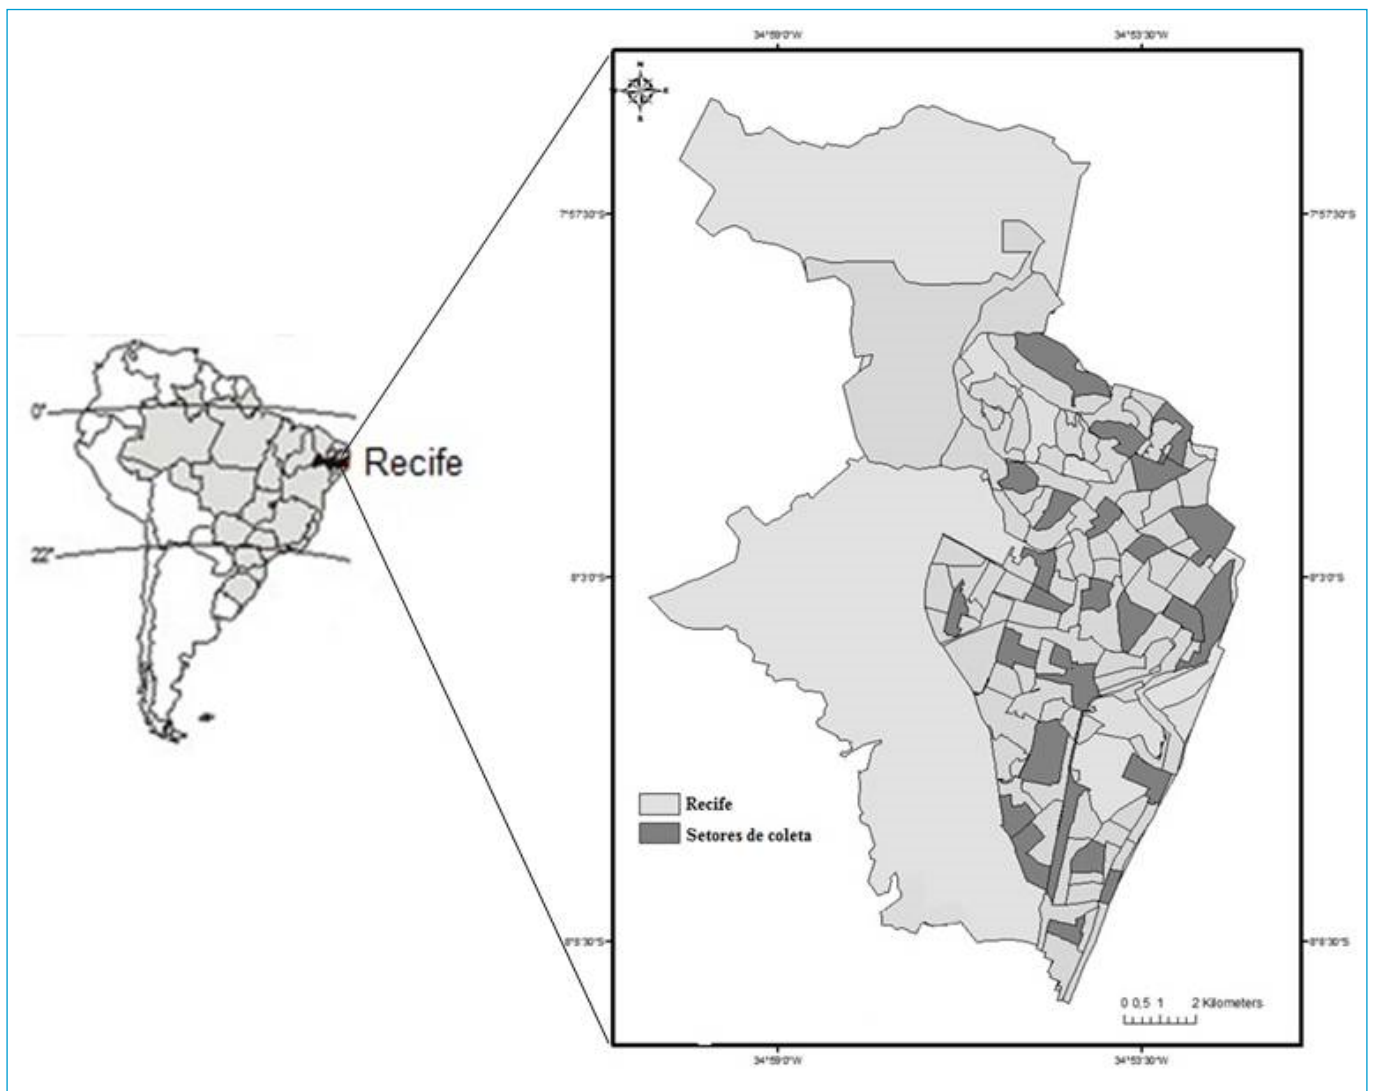 34°59'0"W 34°53'30"W
N
S
7°57'30"S 7°57'30"S
0°
Recife
22°
8°3'0"S 8°3'0"S
Recife
Setores de coleta
8°8'30"S 8°8'30"S
0 0,5 1 2 Kilometers
34°59'0"W 34°53'30"W